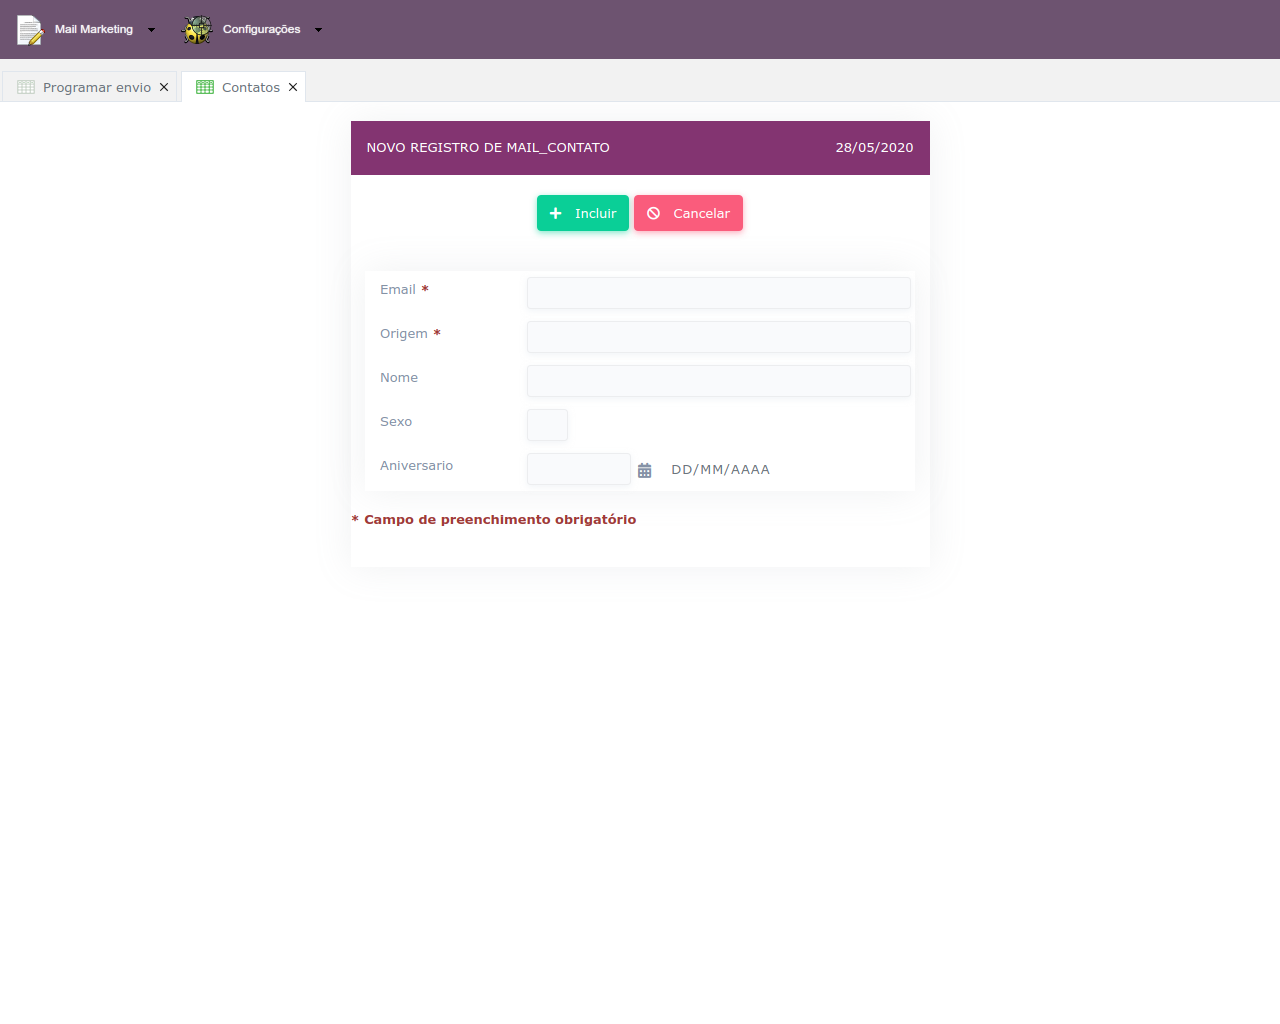 Mail Marketing Configurações
Programar envio Contatos
NOVO REGISTRO DE MAIL_CONTATO 28/05/2020
Incluir Cancelar
Email *
Origem *
Nome
Sexo
Aniversario DD/MM/AAAA
* Campo de preenchimento obrigatório